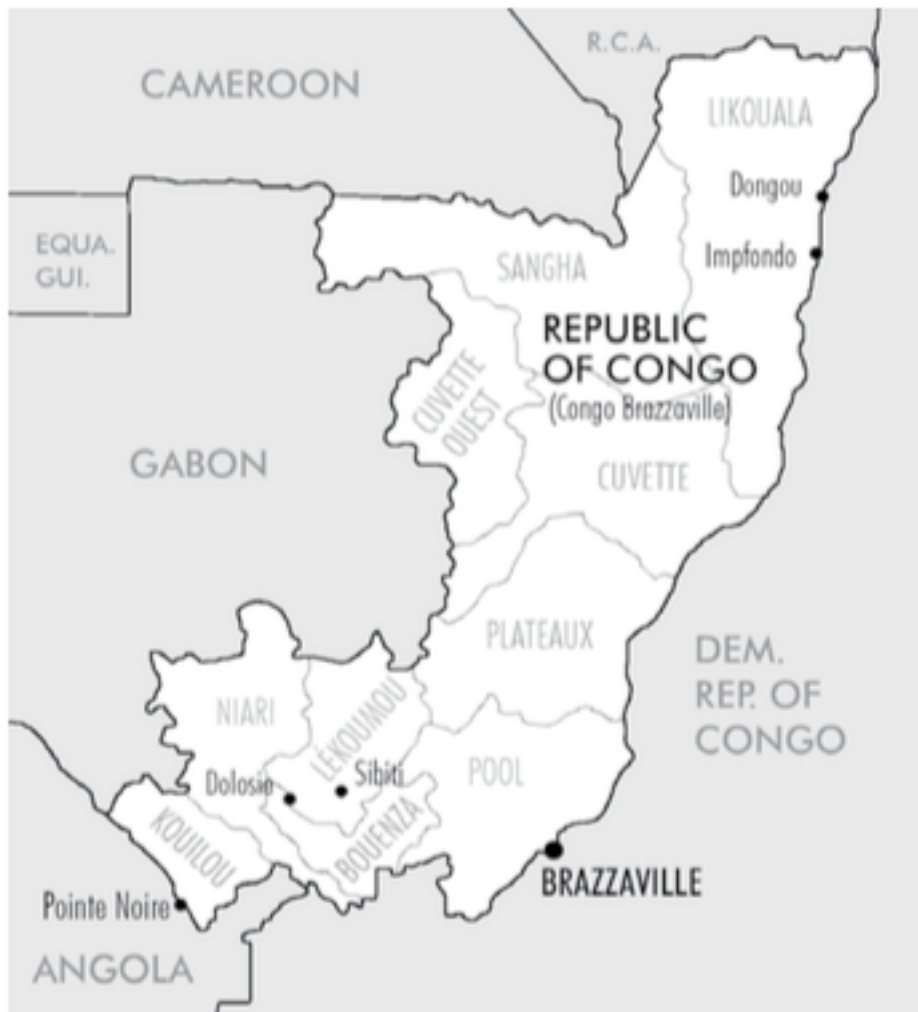 R.C.A.
CAMEROON
LIKOUALA
Dongou
EQUA.
GUI.
Impfondo
SANGHA
REPUBLIC
OF CONGO
(Congo Brazzaville)
CUVETTE
OUEST
GABON
CUVETTE
PLATEAUX
DEM.
REP. OF
CONGO
NIARI
LÉKOUMOU
Sibiti
POOL
Dolosie
BOUENZA
KOUILOU
BRAZZAVILLE
Pointe Noire
ANGOLA